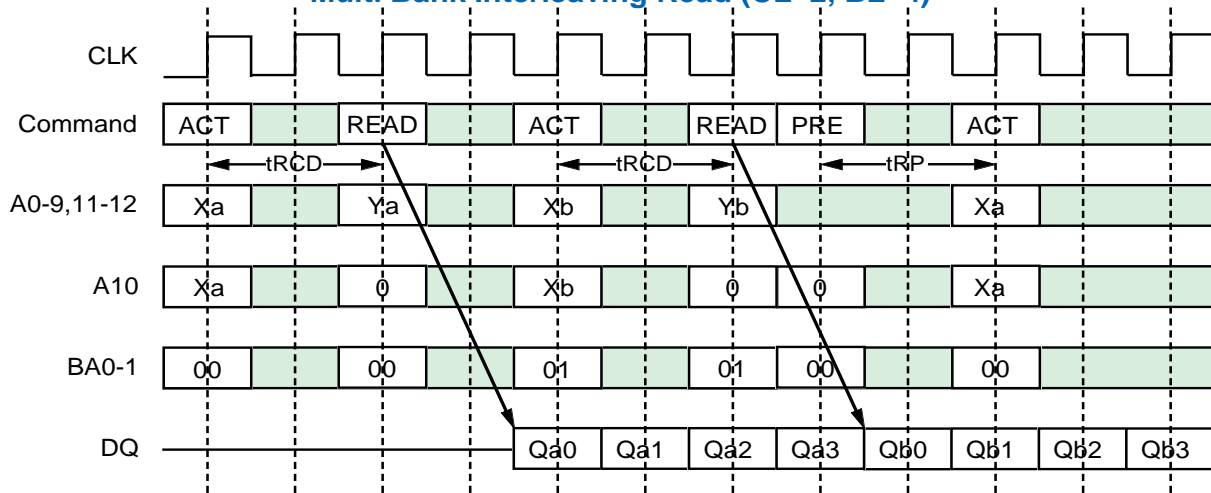 Multi Bank Interleaving Read (CL=2, BL=4)
CLK
Command ACT READ ACT READ PRE ACT
tRCD tRCD tRP
A0-9,11-12 Xa Ya Xb Yb Xa
A10 Xa 0 Xb 0 0 Xa
BA0-1 00 00 01 01 00 00
DQ Qa0 Qa1 Qa2 Qa3 Qb0 Qb1 Qb2 Qb3